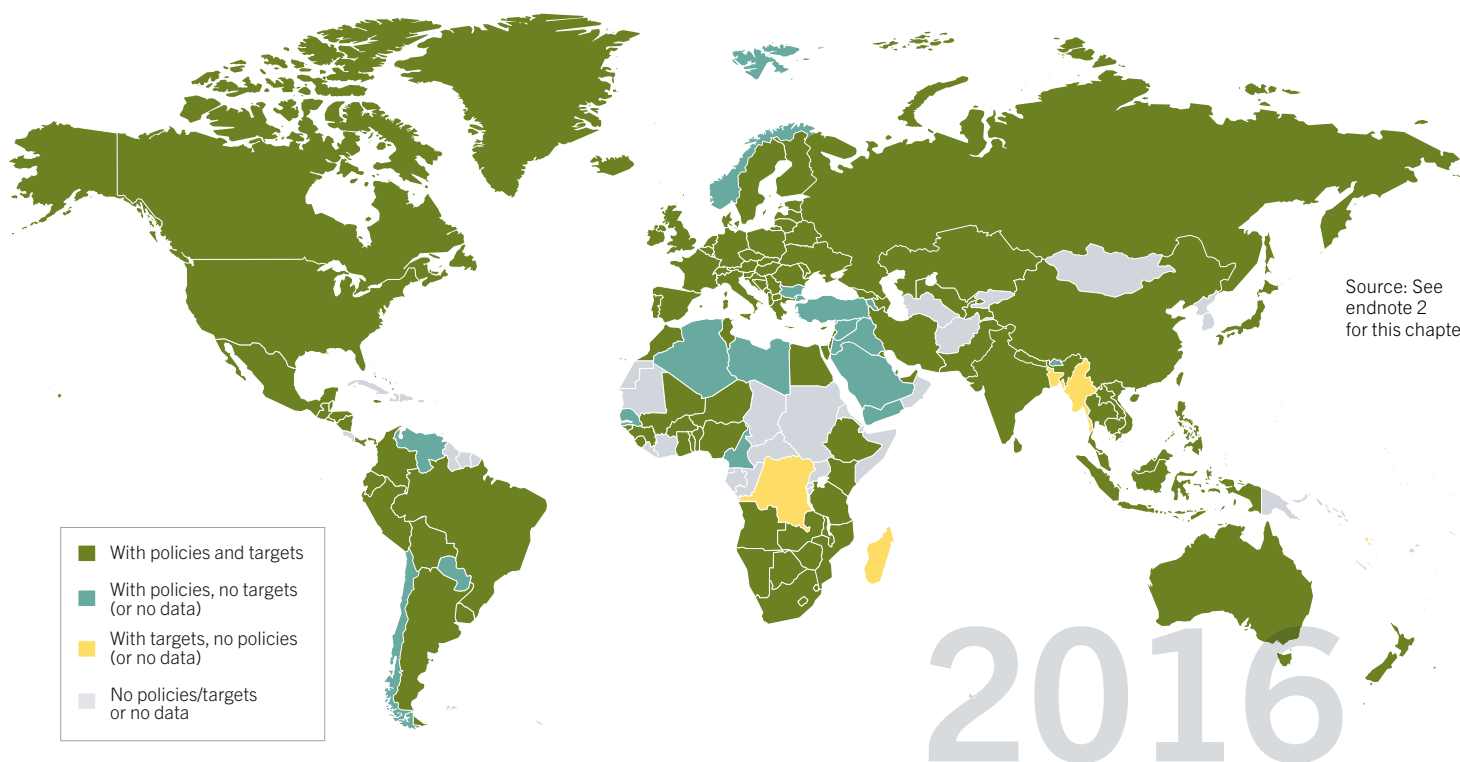 Source: See
endnote 2
for this chapte
With policies and targets
With policies, no targets
(or no data)
With targets, no policies
(or no data)
No policies/targets
or no data
2016